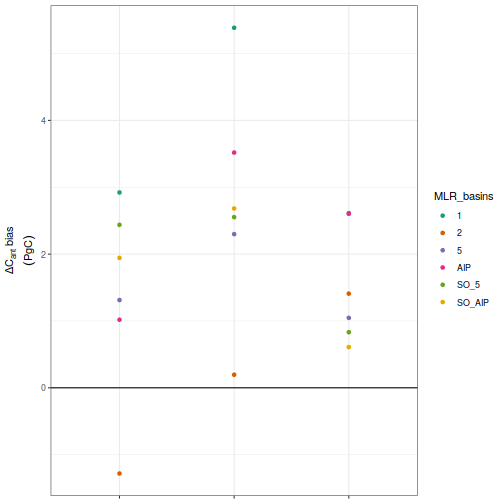 4
2
0
ΔCant bias
(PgC)
MLR_basins
1
2
5
AIP
SO_5
SO_AIP